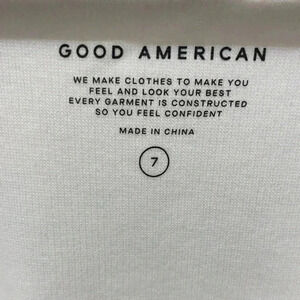 GOOD AMERICAN
WE MAKE CLOTHES TO MAKE YOU
FEEL AND LOOK YOUR BEST
EVERY GARMENT IS CONSTRUCTED
SO YOU FEEL CONFIDENT
MADE IN CHINA
7